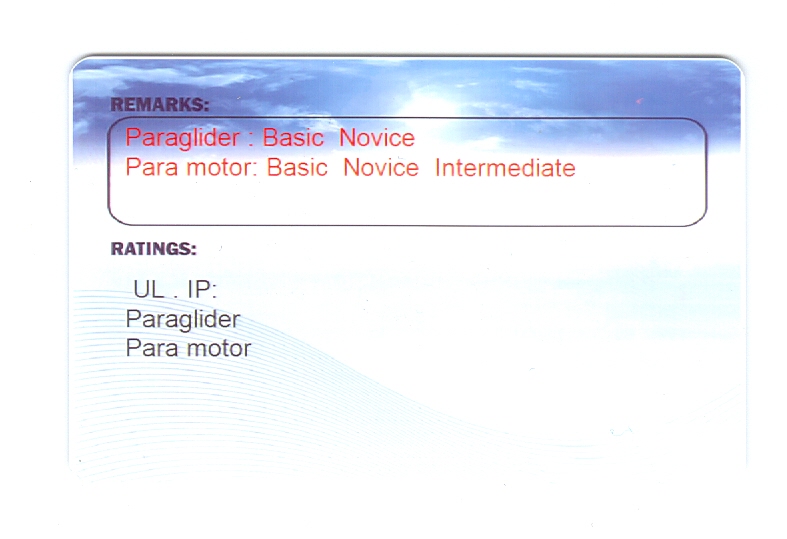 REMARKS:
Paraglider : Basic Novice
Para motor: Basic Novice Intermediate
RATINGS:
UL . IP:
Paraglider
Para motor